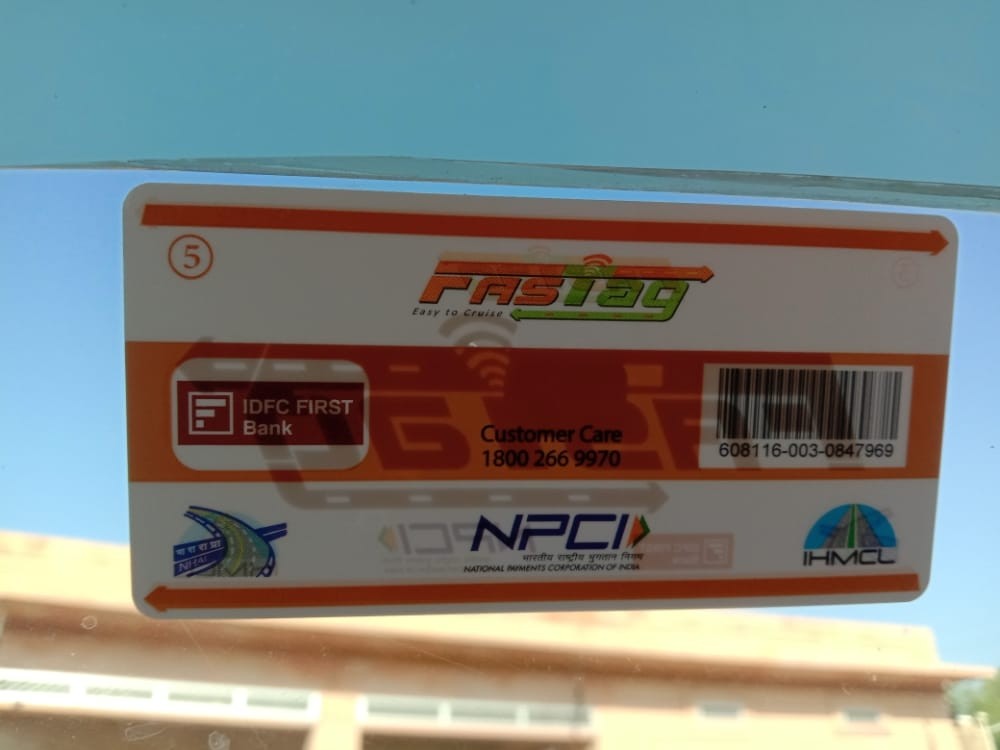 5
FASTag
Easy to Cruise
IDFC FIRST
Bank
Customer Care
1800 266 9970
608116-003-0847969
भा रा रा प्रा
NHAI
NPCI
भारतीय राष्ट्रीय भुगतान निगम
NATIONAL PAYMENTS CORPORATION OF INDIA
IHMCL